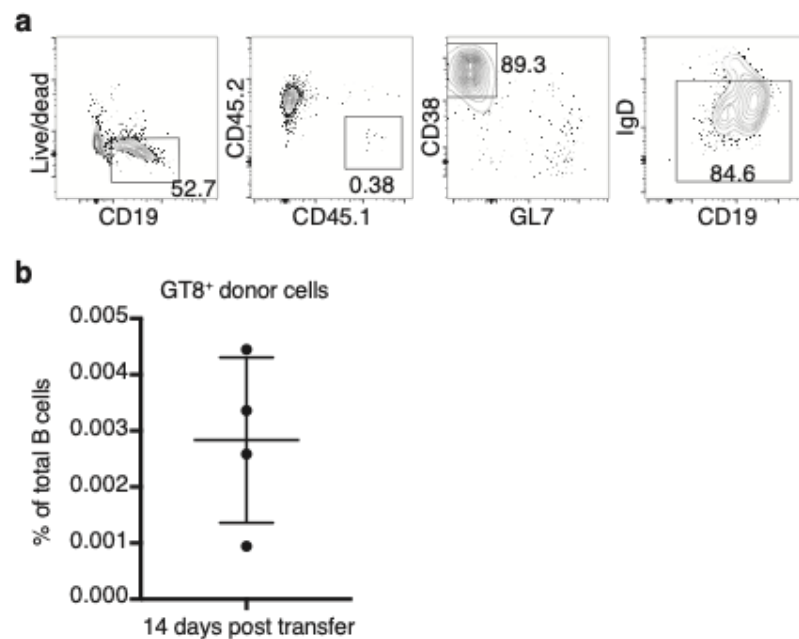 a
Live/dead
CD19
52.7
CD45.2
CD45.1
0.38
CD38
GL7
89.3
IgD
CD19
84.6
b
GT8⁺ donor cells
% of total B cells
0.005
0.004
0.003
0.002
0.001
0.000
14 days post transfer